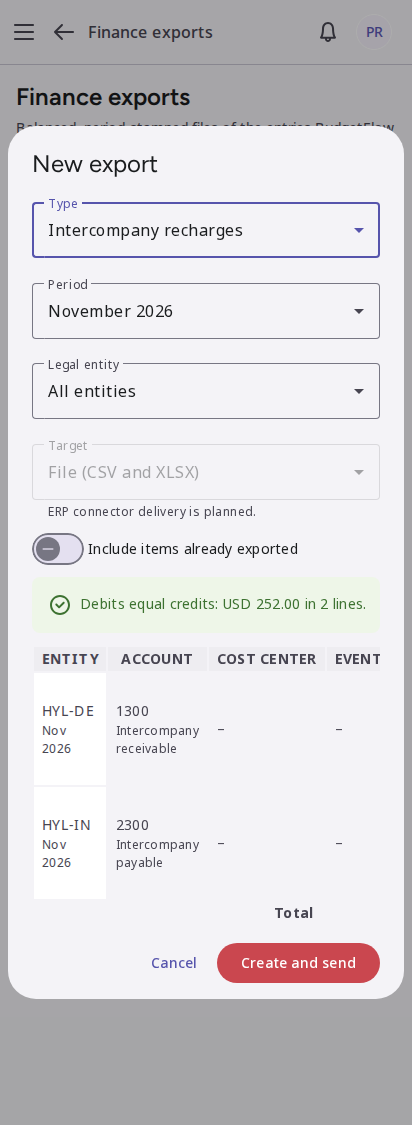 Finance exports
PR
Finance exports
New export
Type
Intercompany recharges
Period
November 2026
Legal entity
All entities
Target
File (CSV and XLSX)
ERP connector delivery is planned.
Include items already exported
Debits equal credits: USD 252.00 in 2 lines.
ENTITY ACCOUNT COST CENTER EVENT
HYL-DE 1300
Nov Intercompany – –
2026 receivable
HYL-IN 2300
Nov Intercompany – –
2026 payable
Total
Cancel Create and send